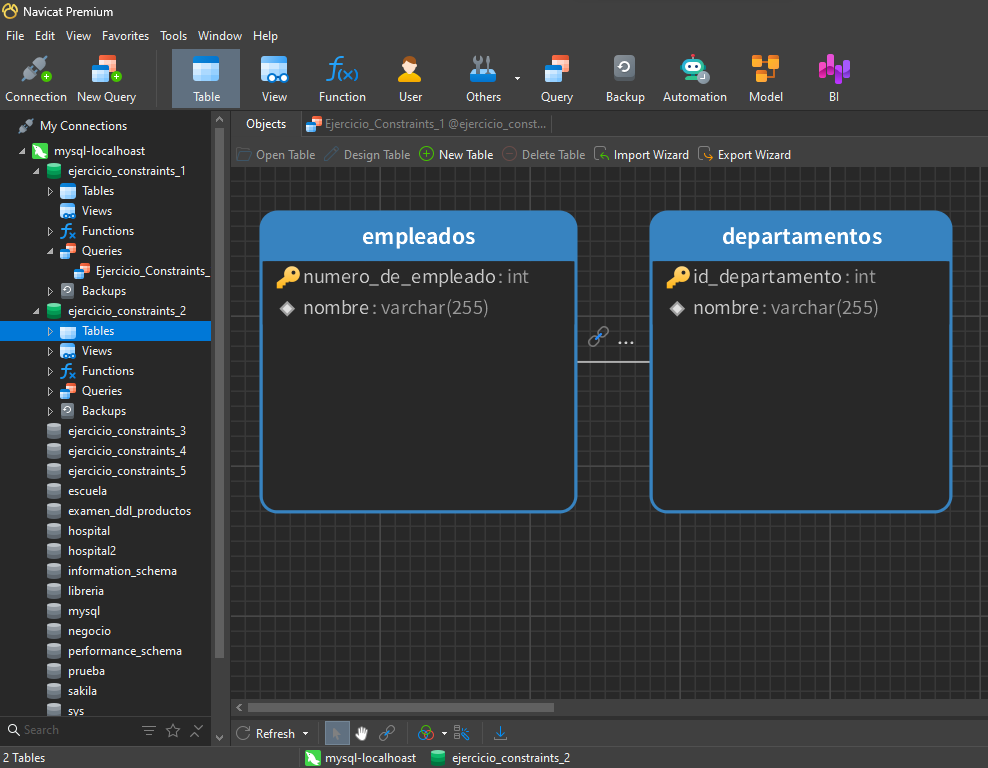 Navicat Premium
File Edit View Favorites Tools Window Help
Connection New Query Table View Function User Others Query Backup Automation Model BI
My Connections
mysql-localhoast
ejercicio_constraints_1
Tables
Views
Functions
Queries
Ejercicio_Constraints_
Backups
ejercicio_constraints_2
Tables
Views
Functions
Queries
Backups
ejercicio_constraints_3
ejercicio_constraints_4
ejercicio_constraints_5
escuela
examen_ddl_productos
hospital
hospital2
information_schema
libreria
mysql
negocio
performance_schema
prueba
sakila
sys
Search
Objects Ejercicio_Constraints_1 @ejercicio_const...
Open Table Design Table New Table Delete Table Import Wizard Export Wizard
empleados
numero_de_empleado: int
nombre: varchar(255)
...
departamentos
id_departamento: int
nombre: varchar(255)
Refresh
2 Tables mysql-localhoast ejercicio_constraints_2